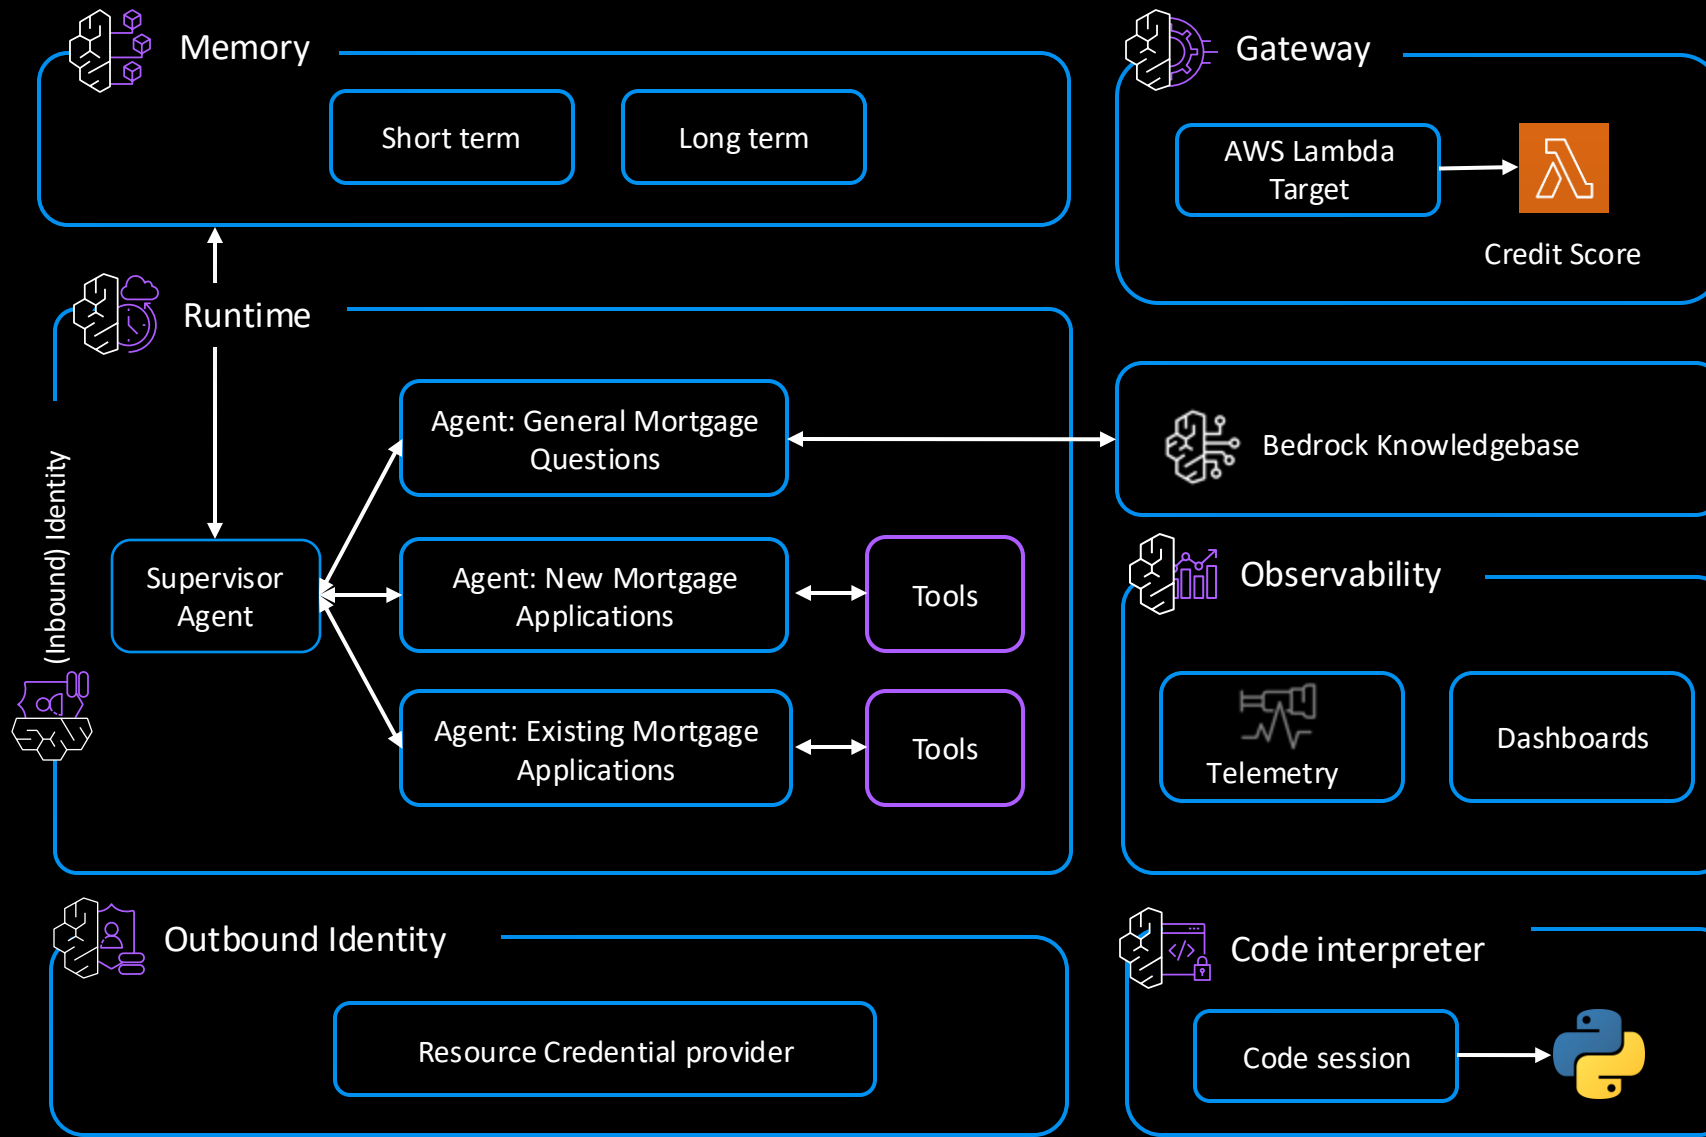 Memory
Short term
Long term
Gateway
AWS Lambda
Target
Credit Score
Runtime
(Inbound) Identity
Supervisor
Agent
Agent: General Mortgage
Questions
Agent: New Mortgage
Applications
Tools
Agent: Existing Mortgage
Applications
Tools
Bedrock Knowledgebase
Observability
Telemetry
Dashboards
Outbound Identity
Resource Credential provider
Code interpreter
Code session